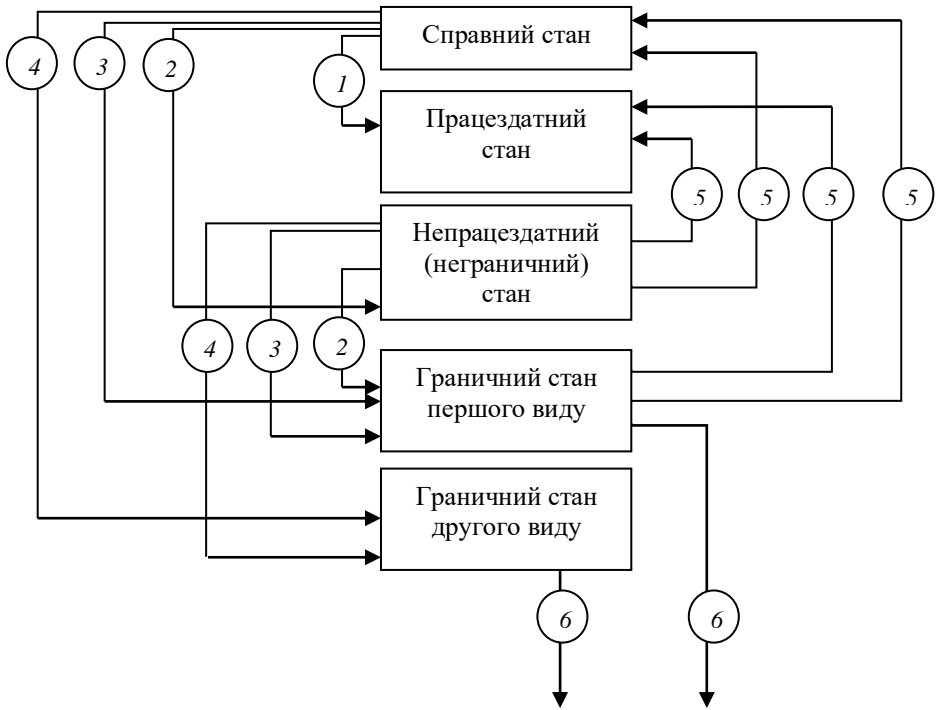 Справний стан
4
3
2
1
Працездатний
стан
5
5
5
5
Непрацездатний
(неграничний)
стан
4
3
2
Граничний стан
першого виду
Граничний стан
другого виду
6
6